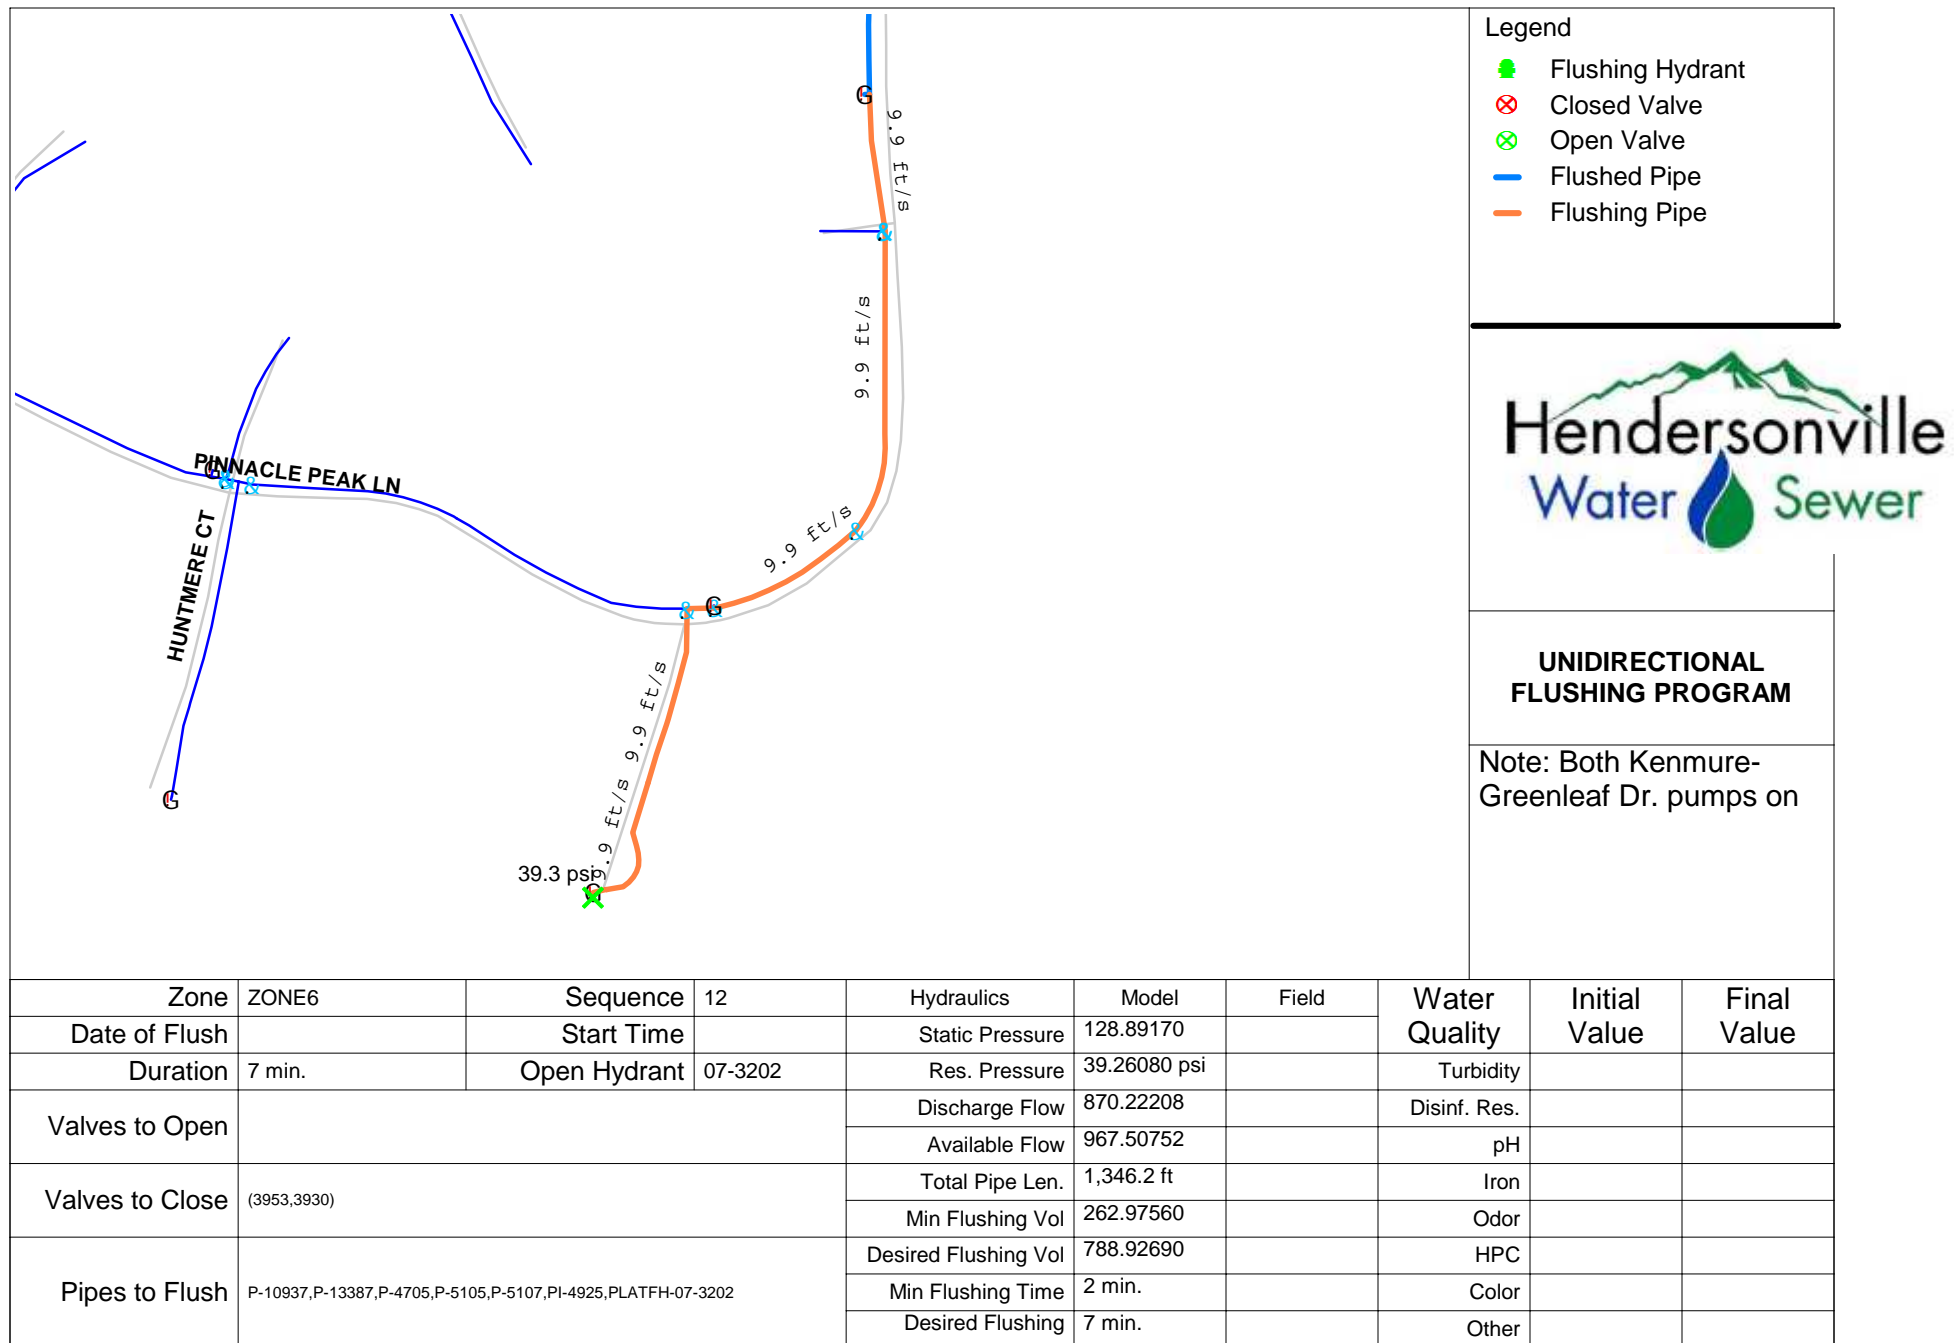 Legend
Flushing Hydrant
Closed Valve
Open Valve
Flushed Pipe
Flushing Pipe
G
9.9 ft/s
&
9.9 ft/s
PINNACLE PEAK LN
G
&
&
HUNTMERE CT
9.9 ft/s
&
&
G
&
9.9 ft/s
9.9 ft/s
G
39.3 psi
G
Hendersonville
Water Sewer
UNIDIRECTIONAL
FLUSHING PROGRAM
Note: Both Kenmure-
Greenleaf Dr. pumps on
Zone ZONE6 Sequence 12 Hydraulics Model Field Water Quality Initial Value Final Value
Date of Flush Start Time Static Pressure 128.89170
Duration 7 min. Open Hydrant 07-3202 Res. Pressure 39.26080 psi Turbidity
Valves to Open Discharge Flow 870.22208 Disinf. Res.
Available Flow 967.50752 pH
Valves to Close (3953,3930) Total Pipe Len. 1,346.2 ft Iron
Min Flushing Vol 262.97560 Odor
Pipes to Flush P-10937,P-13387,P-4705,P-5105,P-5107,PI-4925,PLATFH-07-3202 Desired Flushing Vol 788.92690 HPC
Min Flushing Time 2 min. Color
Desired Flushing 7 min. Other